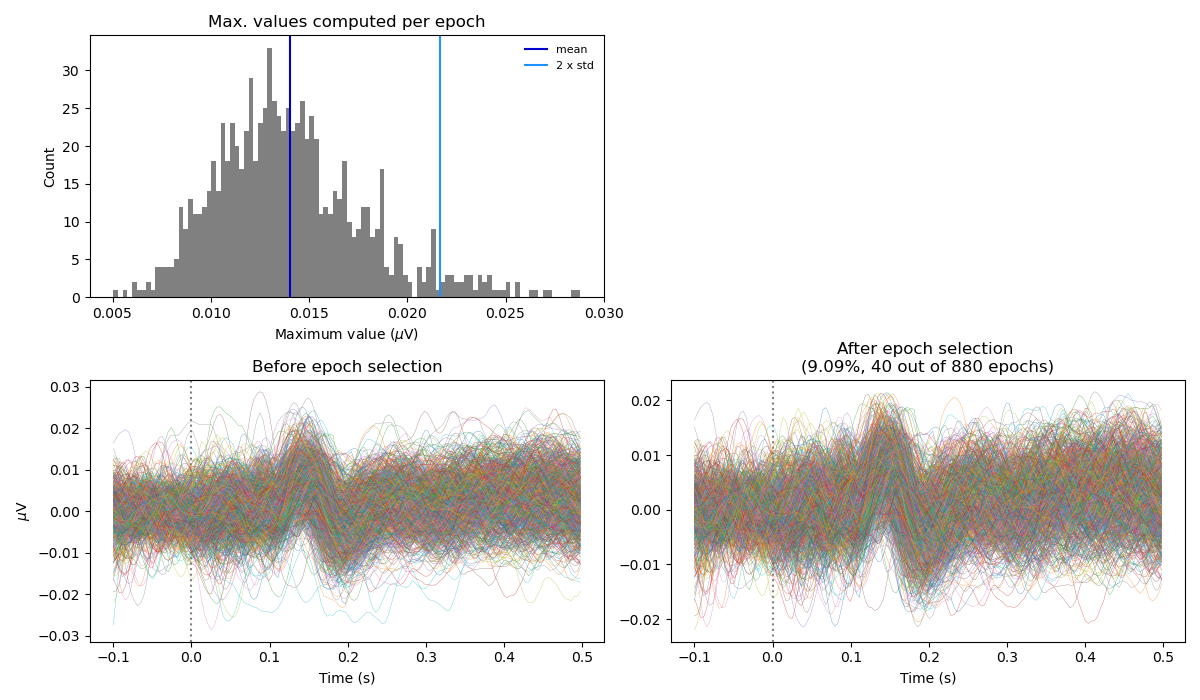 Max. values computed per epoch
mean
2 x std
Count
30
25
20
15
10
5
0
0.005 0.010 0.015 0.020 0.025 0.030
Maximum value (μV)
Before epoch selection
μV
0.03
0.02
0.01
0.00
−0.01
−0.02
−0.03
−0.1 0.0 0.1 0.2 0.3 0.4 0.5
Time (s)
After epoch selection
(9.09%, 40 out of 880 epochs)
0.02
0.01
0.00
−0.01
−0.02
−0.1 0.0 0.1 0.2 0.3 0.4 0.5
Time (s)